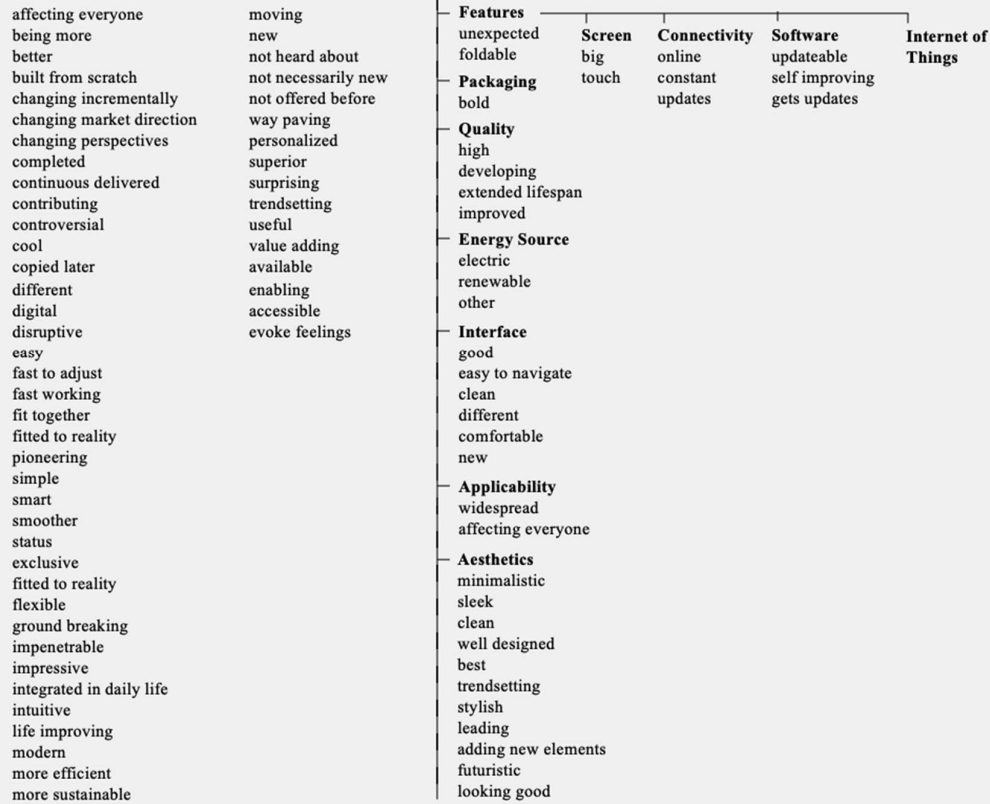 affecting everyone
being more
better
built from scratch
changing incrementally
changing market direction
changing perspectives
completed
continuous delivered
contributing
controversial
cool
copied later
different
digital
disruptive
easy
fast to adjust
fast working
fit together
fitted to reality
pioneering
simple
smart
smoother
status
exclusive
fitted to reality
flexible
ground breaking
impenetrable
impressive
integrated in daily life
intuitive
life improving
modern
more efficient
more sustainable
moving
new
not heard about
not necessarily new
not offered before
way paving
personalized
superior
surprising
trendsetting
useful
value adding
available
enabling
accessible
evoke feelings
Features
unexpected
foldable
Screen
big
touch
Connectivity
online
constant
updates
Software
updateable
self improving
gets updates
Internet of
Things
Packaging
bold
Quality
high
developing
extended lifespan
improved
Energy Source
electric
renewable
other
Interface
good
easy to navigate
clean
different
comfortable
new
Applicability
widespread
affecting everyone
Aesthetics
minimalistic
sleek
clean
well designed
best
trendsetting
stylish
leading
adding new elements
futuristic
looking good